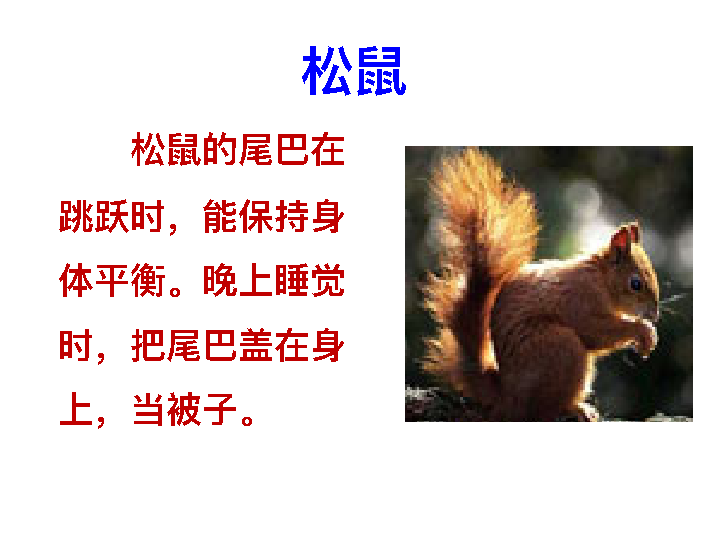 松鼠
松鼠的尾巴在
跳跃时，能保持身
体平衡。晚上睡觉
时，把尾巴盖在身
上，当被子。